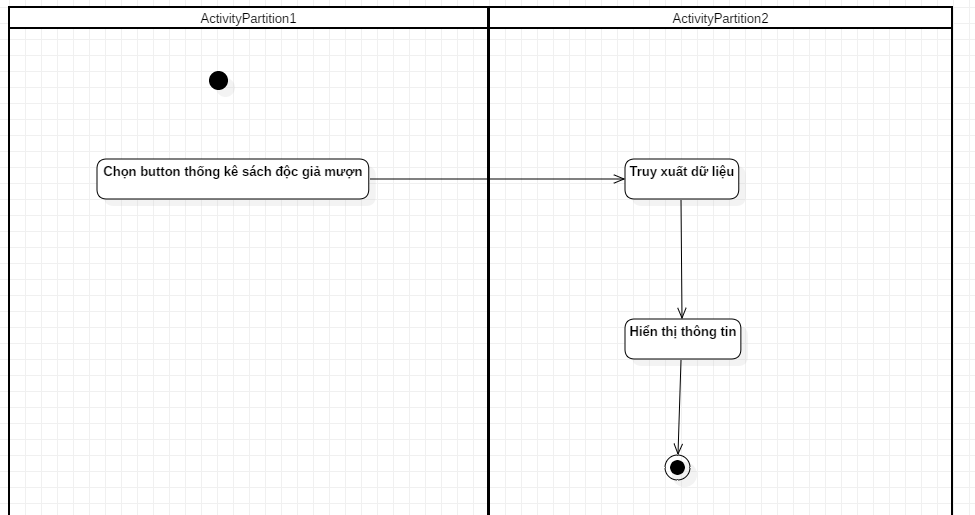 ActivityPartition1
ActivityPartition2
Chọn button thống kê sách độc giả mượn
Truy xuất dữ liệu
Hiển thị thông tin